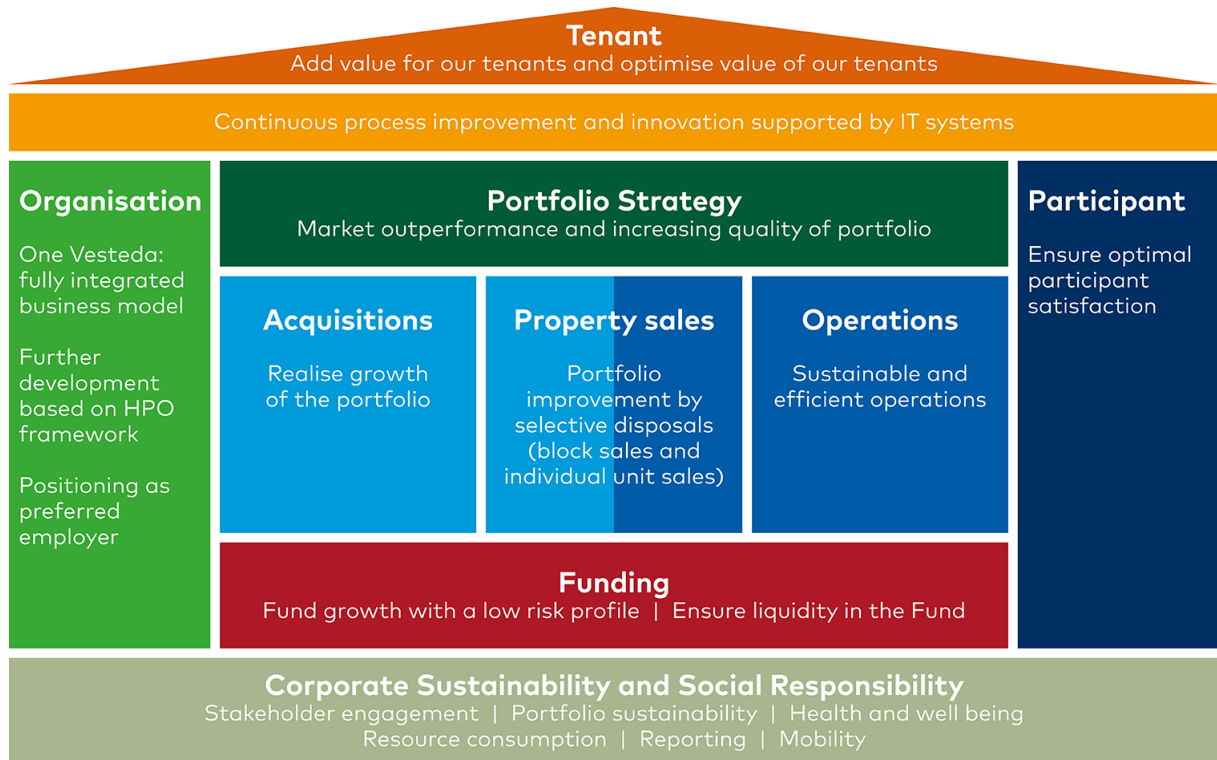 Tenant
Add value for our tenants and optimise value of our tenants
Continuous process improvement and innovation supported by IT systems
Organisation
One Vesteda:
fully integrated
business model
Further
development
based on HPO
framework
Positioning as
preferred
employer
Portfolio Strategy
Market outperformance and increasing quality of portfolio
Acquisitions
Realise growth
of the portfolio
Property sales
Portfolio
improvement by
selective disposals
(block sales and
individual unit sales)
Operations
Sustainable and
efficient operations
Funding
Fund growth with a low risk profile | Ensure liquidity in the Fund
Participant
Ensure optimal
participant
satisfaction
Corporate Sustainability and Social Responsibility
Stakeholder engagement | Portfolio sustainability | Health and well being
Resource consumption | Reporting | Mobility